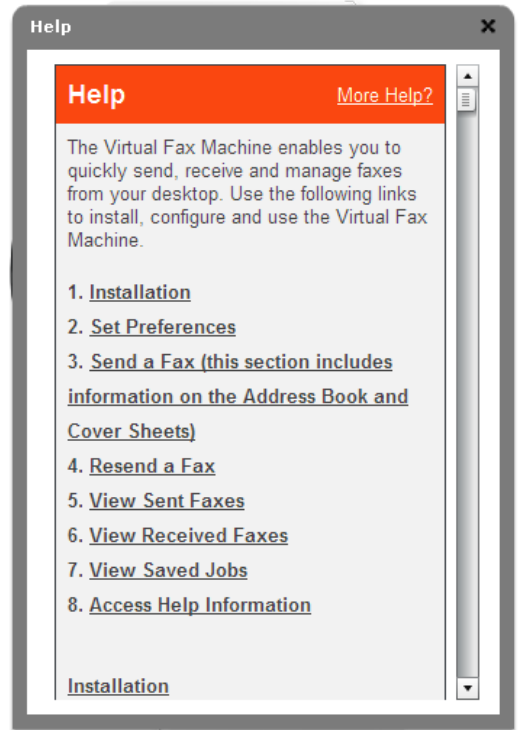 Help
Help
More Help?
The Virtual Fax Machine enables you to
quickly send, receive and manage faxes
from your desktop. Use the following links
to install, configure and use the Virtual Fax
Machine.
1. Installation
2. Set Preferences
3. Send a Fax (this section includes
information on the Address Book and
Cover Sheets)
4. Resend a Fax
5. View Sent Faxes
6. View Received Faxes
7. View Saved Jobs
8. Access Help Information
Installation